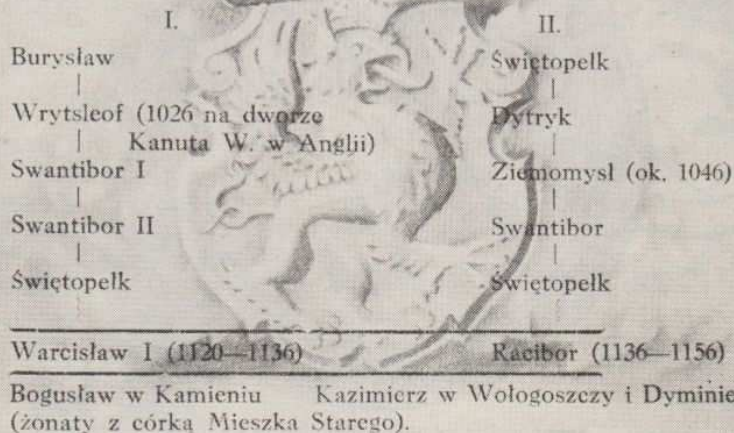 I. II.
Burysław Świętopełk
Wrytsleof (1026 na dworze Dytryk
Kanuta W. w Anglii)
Swantibor I Ziemomysł (ok. 1046)
Swantibor II Swantibor
Świętopełk Świętopełk
Warcisław I (1120—1136) Racibor (1136—1156)
Bogusław w Kamieniu Kazimierz w Wołogoszczy i Dyminie
(żonaty z córką Mieszka Starego).